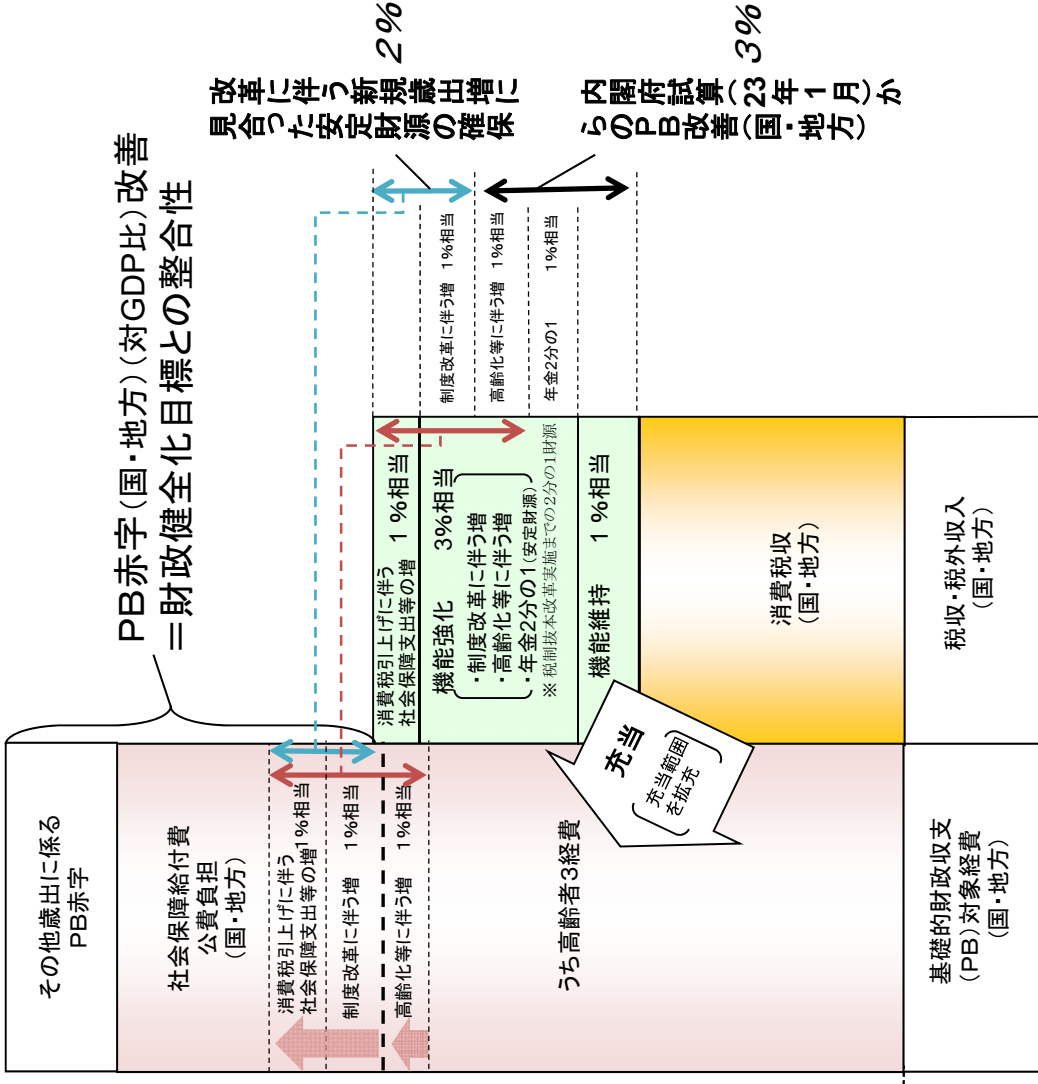 PB赤字(国・地方)(対GDP比)改善
=財政健全化目標との整合性
その他歳出に係る
PB赤字
社会保障給付費
公費負担
(国・地方)
消費税引上げに伴う
社会保障支出等の増
1%相当
制度改革に伴う増 1%相当
高齢化等に伴う増 1%相当
うち高齢者3経費
基礎的財政収支
(PB)対象経費
(国・地方)
充当
充当範囲
を拡充
消費税引上げに伴う
社会保障支出等の増
1%相当
機能強化 3%相当
・制度改革に伴う増
・高齢化等に伴う増
・年金2分の1(安定財源)
※ 税制抜本改革実施までの2分の1財源
機能維持 1%相当
消費税収
(国・地方)
税収・税外収入
(国・地方)
制度改革に伴う増 1%相当
高齢化等に伴う増 1%相当
年金2分の1 1%相当
改革に伴う新規歳出増に
見合った安定財源の確保
2%
内閣府試算(23年1月)か
らのPB改善(国・地方)
3%